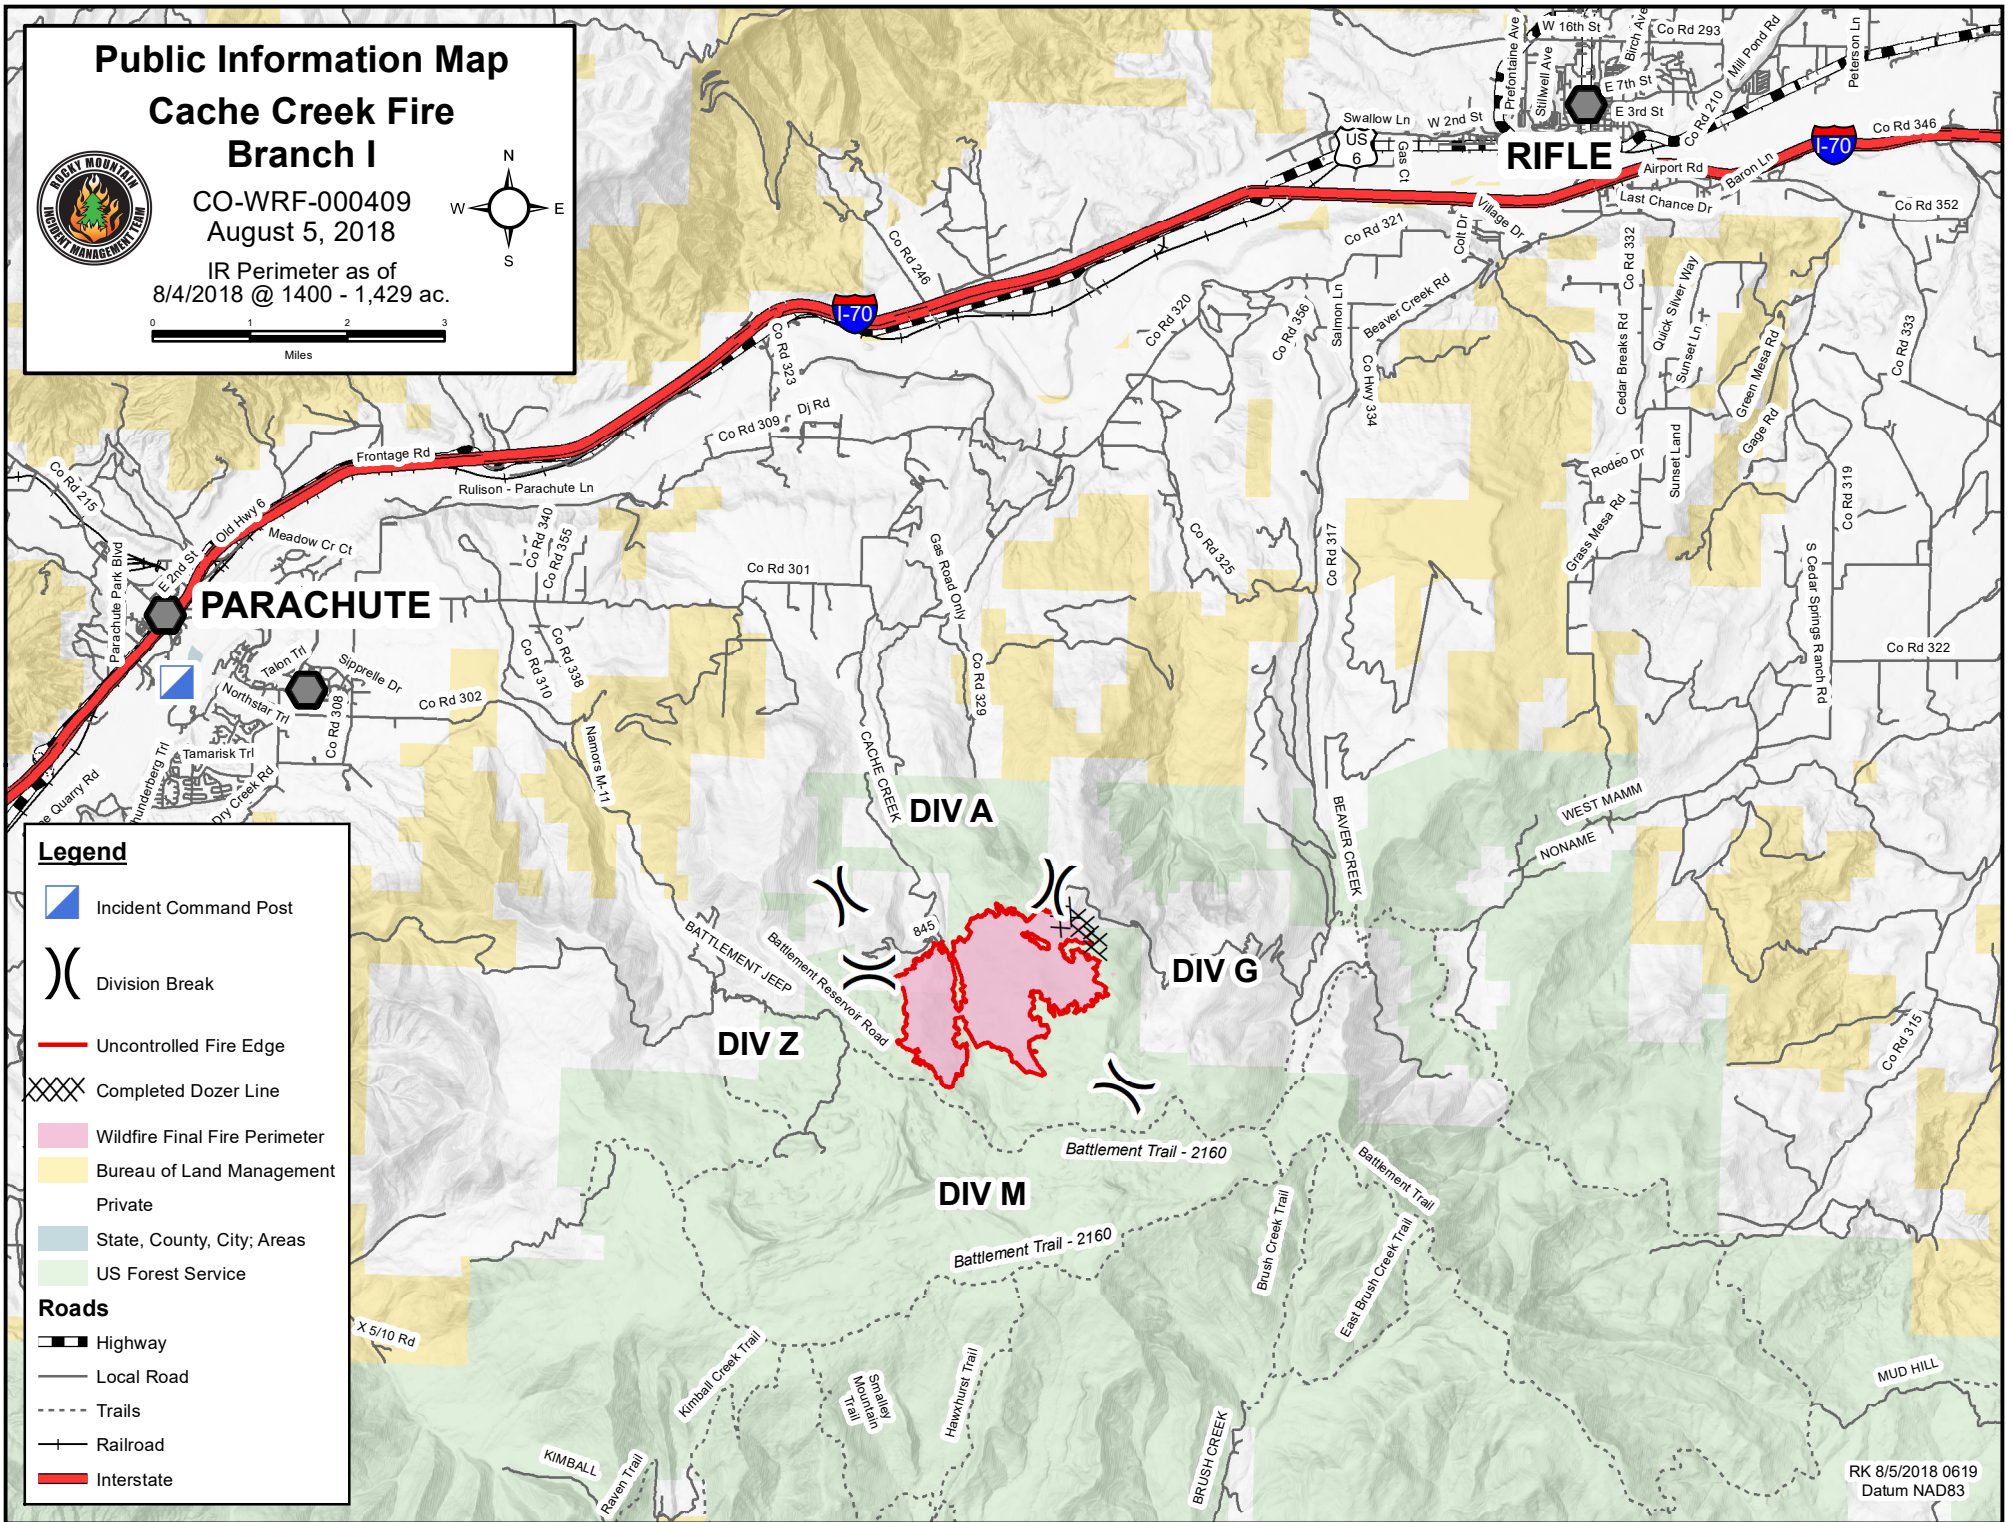 Public Information Map
Cache Creek Fire
Branch I
CO-WRF-000409
August 5, 2018
IR Perimeter as of
8/4/2018 @ 1400 - 1,429 ac.
ROCKY MOUNTAIN
INCIDENT MANAGEMENT TEAM
N
W
E
S
0 1 2 3
Miles
W 16th St
Birch Ave
Co Rd 293
Mill Pond Rd
Peterson Ln
Prefontaine Ave
Stillwell Ave
E 7th St
E 3rd St
Co Rd 210
Swallow Ln
W 2nd St
US
6
Gas Ct
RIFLE
Airport Rd
Baron Ln
I-70
Co Rd 346
Last Chance Dr
Co Rd 352
Village Dr
Colt Dr
Co Rd 321
Co Rd 246
Co Rd 332
Quick Silver Way
Sunset Ln
Cedar Breaks Rd
Green Mesa Rd
Gage Rd
Co Rd 333
I-70
Co Rd 320
Co Rd 356
Salmon Ln
Beaver Creek Rd
Co Hwy 334
Co Rd 323
Dj Rd
Co Rd 309
Frontage Rd
Rulison - Parachute Ln
Rodeo Dr
Sunset Land
Co Rd 319
Grass Mesa Rd
Co Rd 215
Old Hwy 6
Meadow Cr Ct
E 2nd St
Parachute Park Blvd
PARACHUTE
Co Rd 340
Co Rd 355
Co Rd 301
Gas Road Only
Co Rd 325
Co Rd 317
S Cedar Springs Ranch Rd
Co Rd 322
Talon Trl
Sipprelle Dr
Northstar Trl
Co Rd 308
Co Rd 302
Co Rd 310
Co Rd 338
Co Rd 329
Tamarisk Trl
Dry Creek Rd
Namors M-11
CACHE CREEK
DIV A
BEAVER CREEK
WEST MAMM
NONAME
845
BATTLEMENT JEEP
Battlement Reservoir Road
DIV G
DIV Z
Co Rd 315
Battlement Trail - 2160
Battlement Trail
DIV M
Battlement Trail - 2160
Brush Creek Trail
East Brush Creek Trail
X 5/10 Rd
Kimball Creek Trail
Smalley
Mountain
Trail
Hawxhurst Trail
MUD HILL
KIMBALL
Raven Trail
BRUSH CREEK
Legend
Incident Command Post
Division Break
Uncontrolled Fire Edge
Completed Dozer Line
Wildfire Final Fire Perimeter
Bureau of Land Management
Private
State, County, City; Areas
US Forest Service
Roads
Highway
Local Road
Trails
Railroad
Interstate
RK 8/5/2018 0619
Datum NAD83